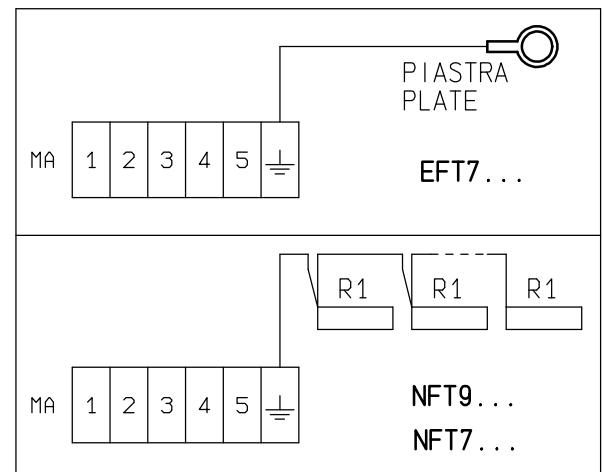 PIASTRA
PLATE
MA 1 2 3 4 5
EFT7...
R1 R1 R1
MA 1 2 3 4 5
NFT9...
NFT7...